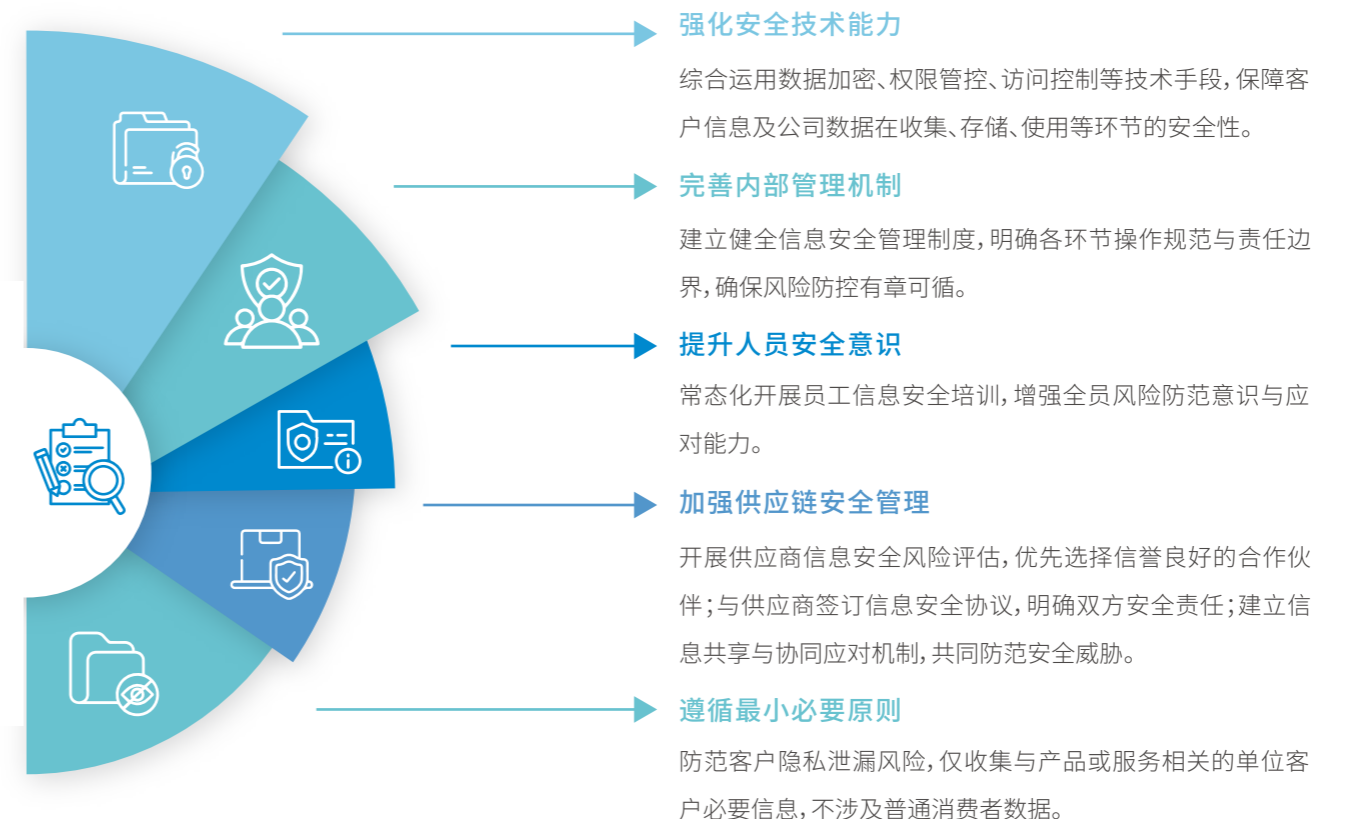 强化安全技术能力
综合运用数据加密、权限管控、访问控制等技术手段，保障客
户信息及公司数据在收集、存储、使用等环节的安全性。
完善内部管理机制
建立健全信息安全管理制度，明确各环节操作规范与责任边
界，确保风险防控有章可循。
提升人员安全意识
常态化开展员工信息安全培训，增强全员风险防范意识与应
对能力。
加强供应链安全管理
开展供应商信息安全风险评估，优先选择信誉良好的合作伙
伴；与供应商签订信息安全协议，明确双方安全责任；建立信
息共享与协同应对机制，共同防范安全威胁。
遵循最小必要原则
防范客户隐私泄漏风险，仅收集与产品或服务相关的单位客
户必要信息，不涉及普通消费者数据。